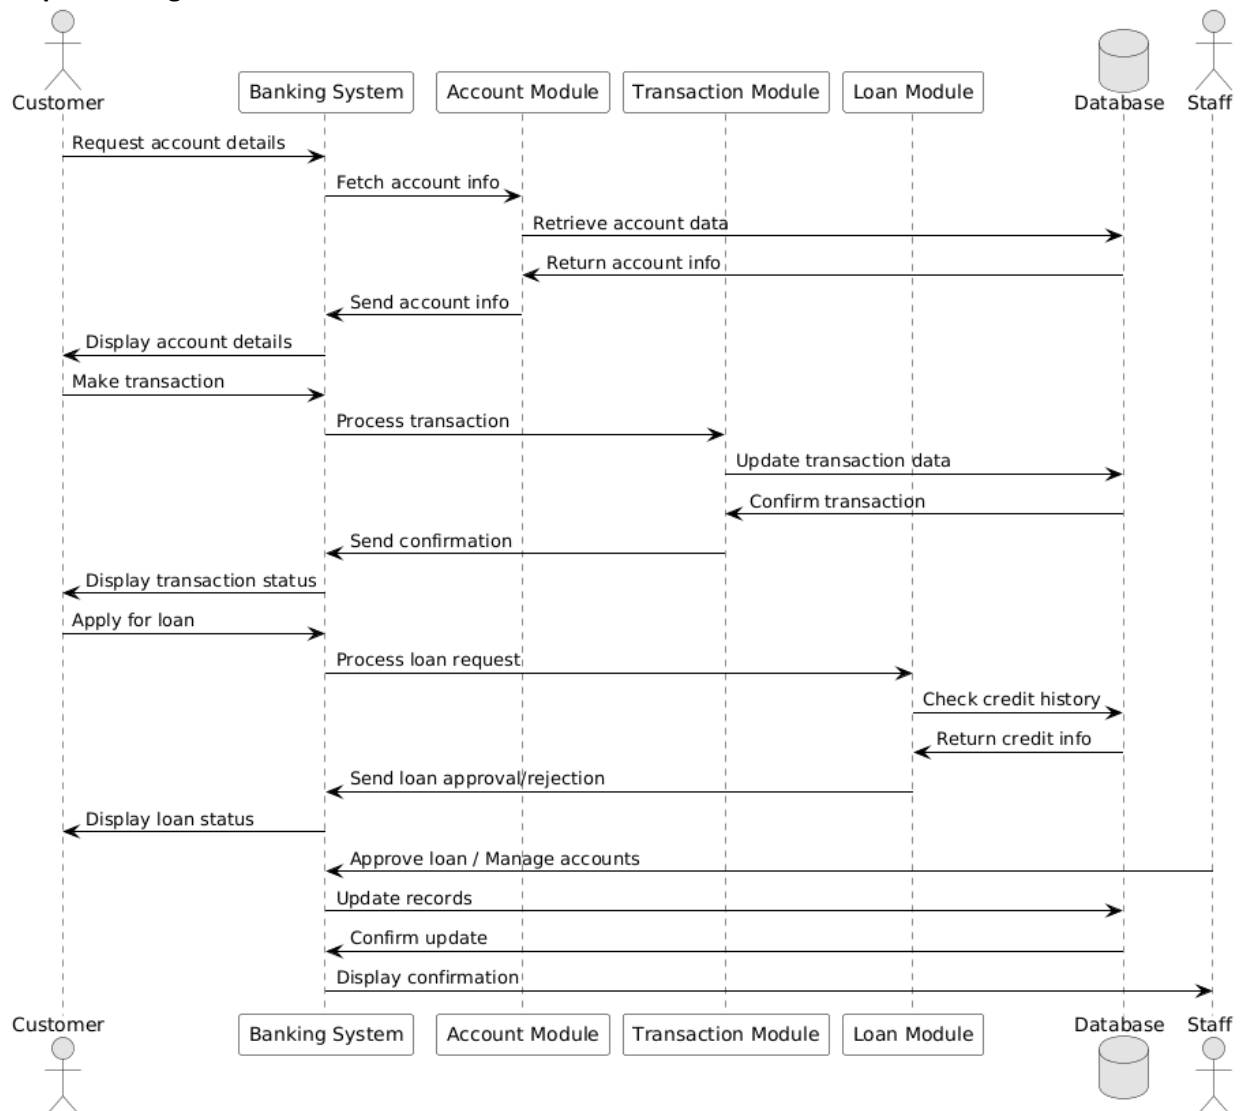 Customer
Banking System
Account Module
Transaction Module
Loan Module
Database
Staff
Request account details
Fetch account info
Retrieve account data
Return account info
Send account info
Display account details
Make transaction
Process transaction
Update transaction data
Confirm transaction
Send confirmation
Display transaction status
Apply for loan
Process loan request
Check credit history
Return credit info
Send loan approval/rejection
Display loan status
Approve loan / Manage accounts
Update records
Confirm update
Display confirmation
Customer
Banking System
Account Module
Transaction Module
Loan Module
Database
Staff